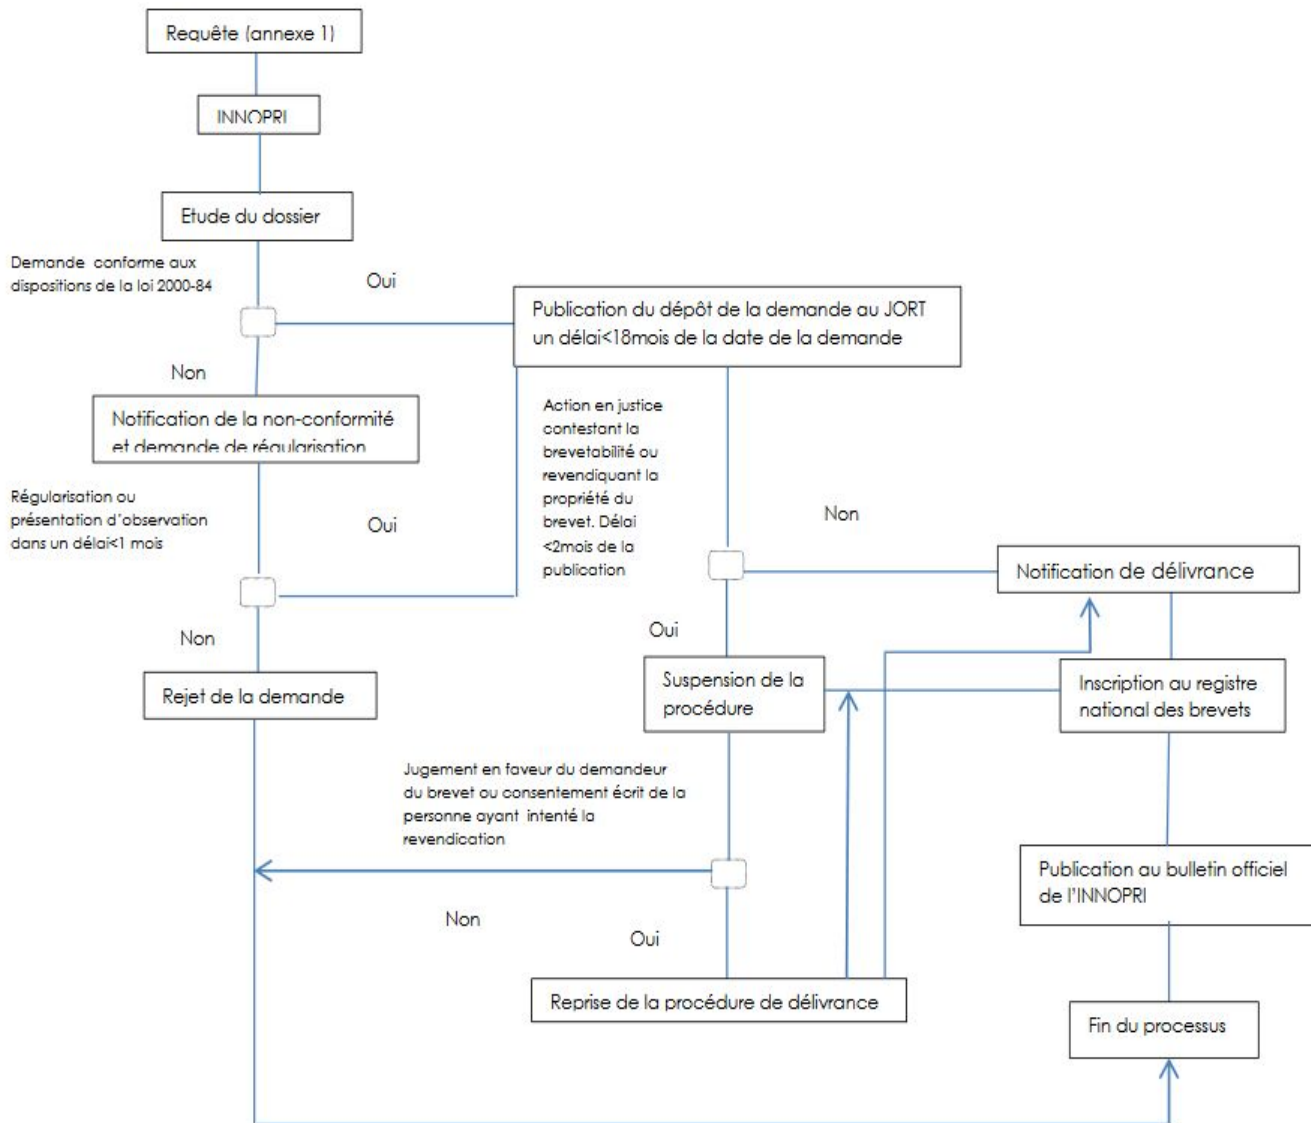 Requête (annexe 1)
INNOPRI
Etude du dossier
Demande conforme aux
dispositions de la loi 2000-84
Oui
Publication du dépôt de la demande au JORT
un délai<18mois de la date de la demande
Non
Notification de la non-conformité
et demande de régularisation
Action en justice
contestant la
brevetabilité ou
revendiquant la
propriété du
brevet. Délai
<2mois de la
publication
Régularisation ou
présentation d'observation
dans un délai<1 mois
Oui
Non
Notification de délivrance
Non
Oui
Rejet de la demande
Suspension de la
procédure
Inscription au registre
national des brevets
Jugement en faveur du demandeur
du brevet ou consentement écrit de la
personne ayant intenté la
revendication
Publication au bulletin officiel
de l'INNOPRI
Non
Oui
Reprise de la procédure de délivrance
Fin du processus